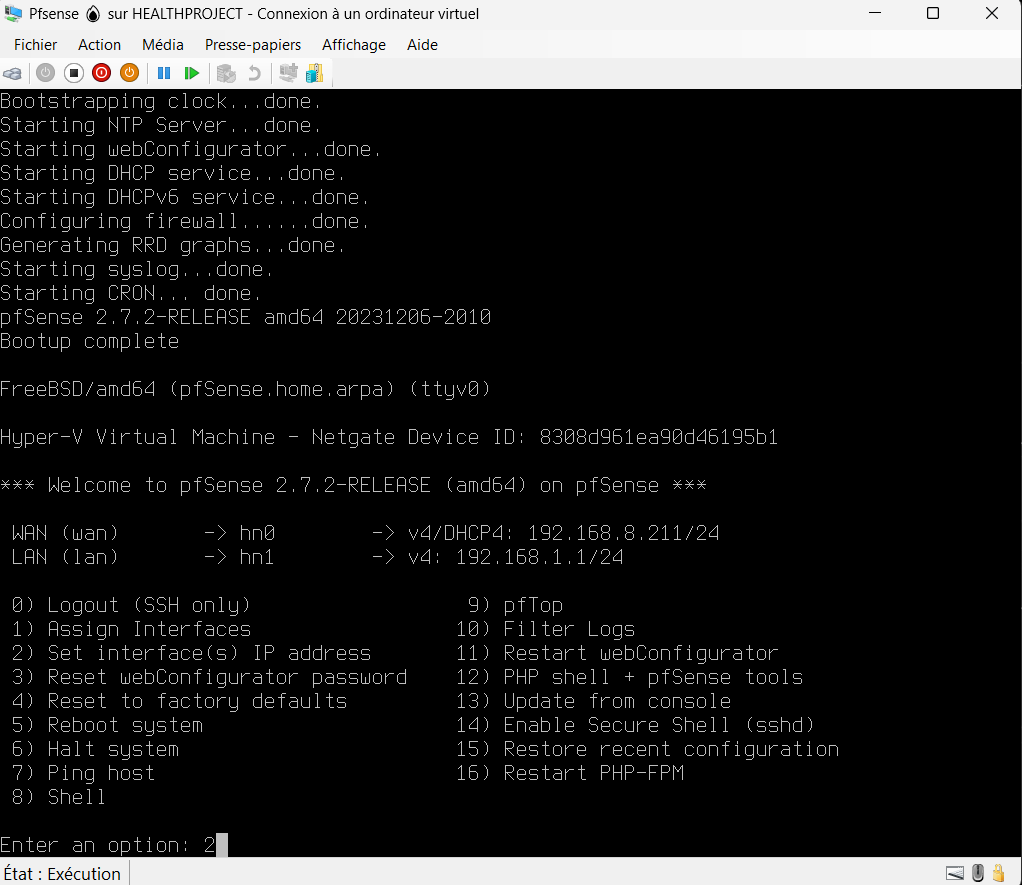 Pfsense sur HEALTHPROJECT - Connexion à un ordinateur virtuel
Fichier Action Média Presse-papiers Affichage Aide
Bootstrapping clock...done.
Starting NTP Server...done.
Starting webConfigurator...done.
Starting DHCP service...done.
Starting DHCPv6 service...done.
Configuring firewall......done.
Generating RRD graphs...done.
Starting syslog...done.
Starting CRON... done.
pfSense 2.7.2-RELEASE amd64 20231206-2010
Bootup complete
FreeBSD/amd64 (pfSense.home.arpa) (ttyv0)
Hyper-V Virtual Machine - Netgate Device ID: 8308d961ea90d46195b1
*** Welcome to pfSense 2.7.2-RELEASE (amd64) on pfSense ***
WAN (wan) -> hn0 -> v4/DHCP4: 192.168.8.211/24
LAN (lan) -> hn1 -> v4: 192.168.1.1/24
0) Logout (SSH only) 9) pfTop
1) Assign Interfaces 10) Filter Logs
2) Set interface(s) IP address 11) Restart webConfigurator
3) Reset webConfigurator password 12) PHP shell + pfSense tools
4) Reset to factory defaults 13) Update from console
5) Reboot system 14) Enable Secure Shell (sshd)
6) Halt system 15) Restore recent configuration
7) Ping host 16) Restart PHP-FPM
8) Shell
Enter an option: 2
État : Exécution